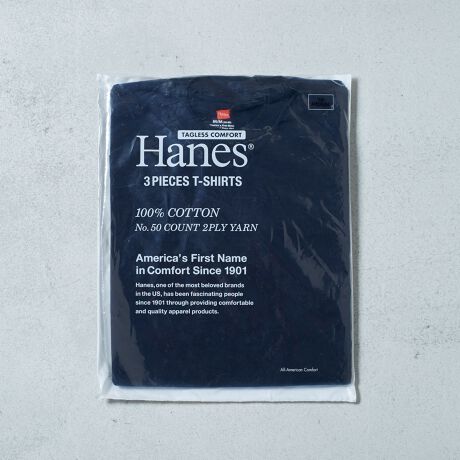 Hanes
TAGLESS COMFORT
Hanes®
3 PIECES T-SHIRTS
100% COTTON
No. 50 COUNT 2PLY YARN
America's First Name
in Comfort Since 1901
Hanes, one of the most beloved brands
in the US, has been fascinating people
since 1901 through providing comfortable
and quality apparel products.
All-American Comfort